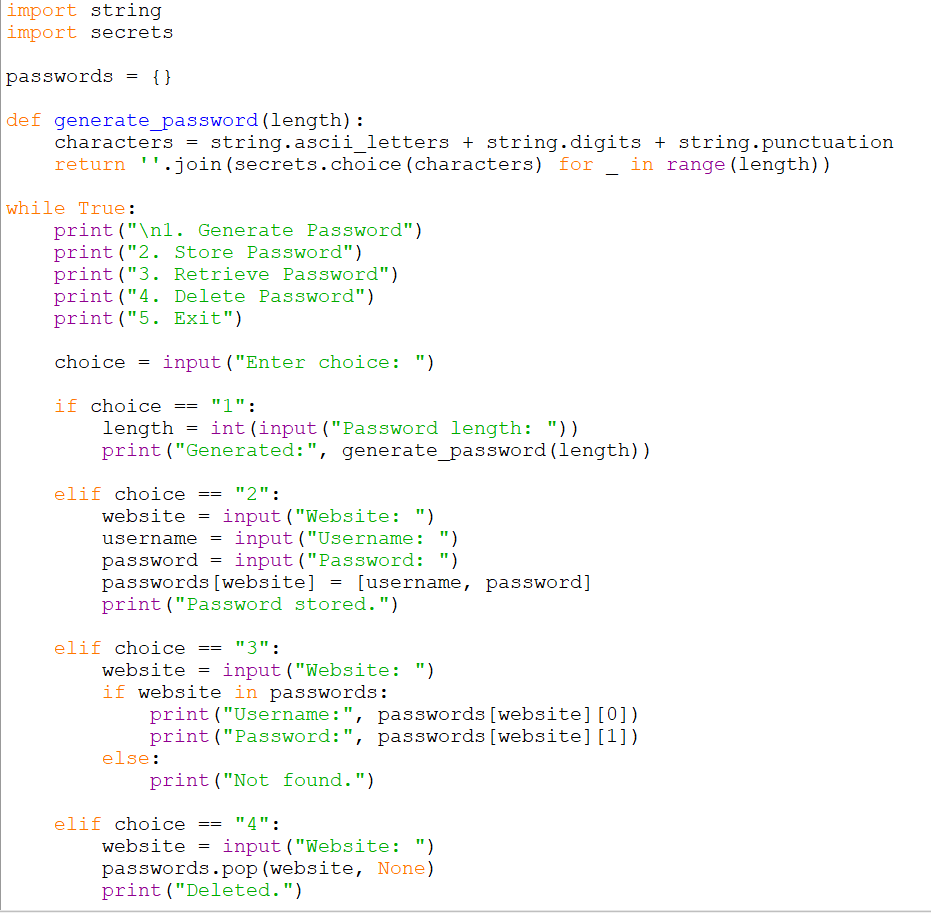 import string
import secrets

passwords = {}

def generate_password(length):
    characters = string.ascii_letters + string.digits + string.punctuation
    return ''.join(secrets.choice(characters) for _ in range(length))

while True:
    print("\n1. Generate Password")
    print("2. Store Password")
    print("3. Retrieve Password")
    print("4. Delete Password")
    print("5. Exit")

    choice = input("Enter choice: ")

    if choice == "1":
        length = int(input("Password length: "))
        print("Generated:", generate_password(length))

    elif choice == "2":
        website = input("Website: ")
        username = input("Username: ")
        password = input("Password: ")
        passwords[website] = [username, password]
        print("Password stored.")

    elif choice == "3":
        website = input("Website: ")
        if website in passwords:
            print("Username:", passwords[website][0])
            print("Password:", passwords[website][1])
        else:
            print("Not found.")

    elif choice == "4":
        website = input("Website: ")
        passwords.pop(website, None)
        print("Deleted.")